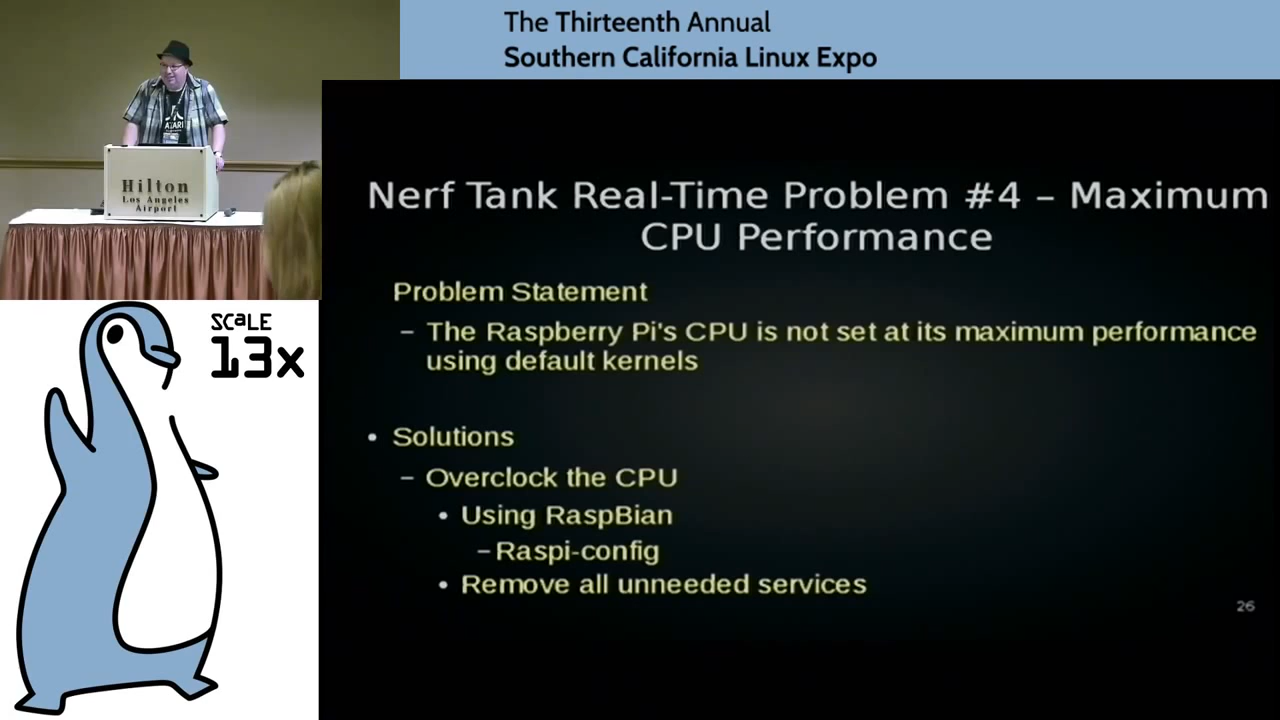 The Thirteenth Annual
Southern California Linux Expo
ATARI
Hilton
Los Angeles
Airport
SCaLE
13x
Nerf Tank Real-Time Problem #4 – Maximum
CPU Performance
Problem Statement
– The Raspberry Pi's CPU is not set at its maximum performance
using default kernels
• Solutions
– Overclock the CPU
• Using RaspBian
– Raspi-config
• Remove all unneeded services
26